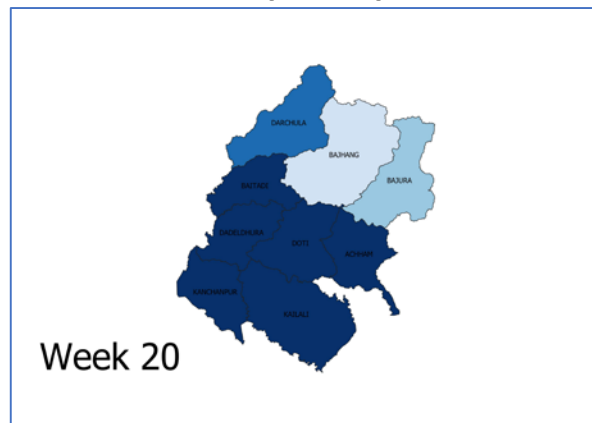 DARCHULA
BAJHANG
BAJURA
BAITADI
DADELDHURA
DOTI
ACHHAM
KANCHANPUR
KAILALI
Week 20